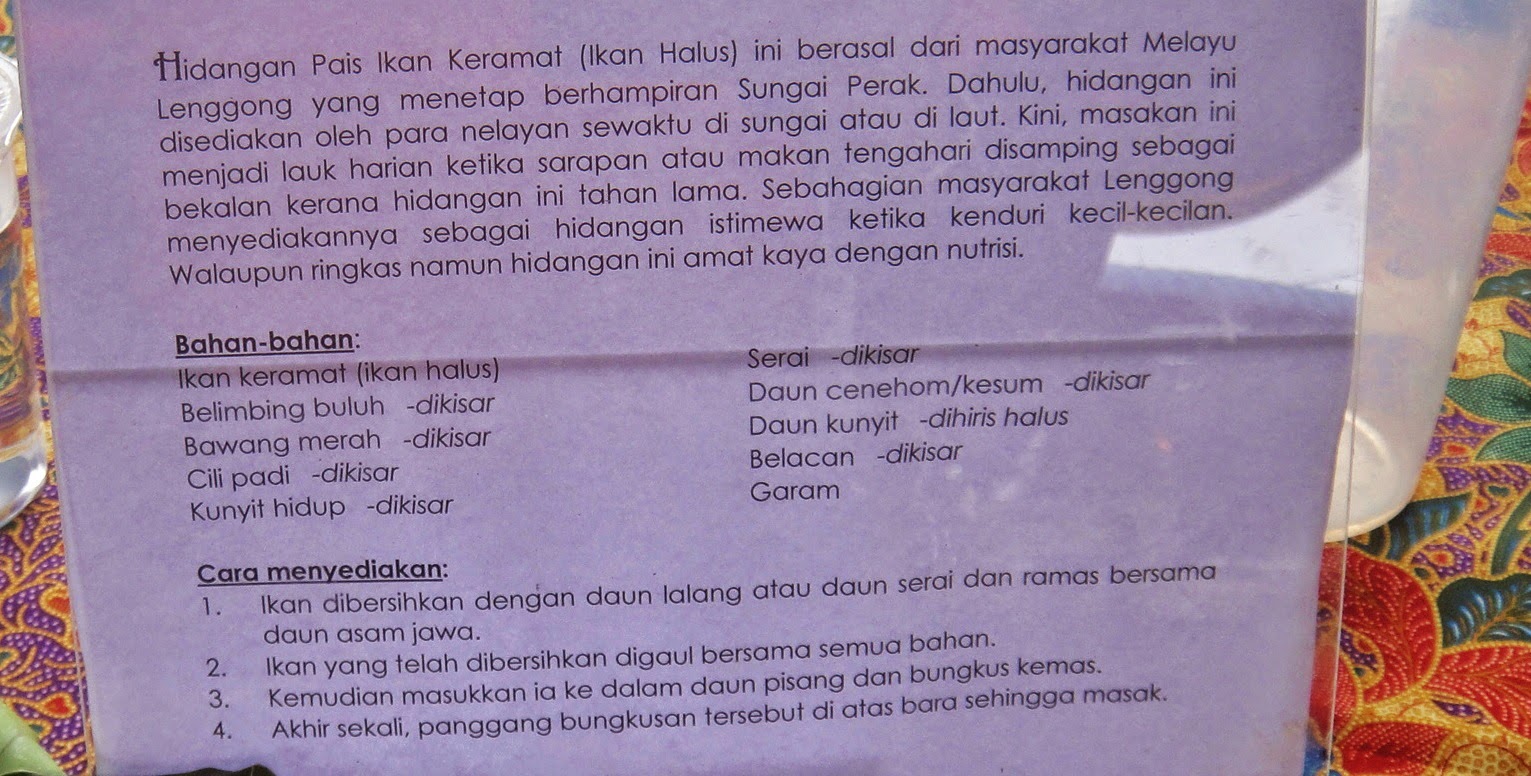 Hidangan Pais Ikan Keramat (Ikan Halus) ini berasal dari masyarakat Melayu
Lenggong yang menetap berhampiran Sungai Perak. Dahulu, hidangan ini
disediakan oleh para nelayan sewaktu di sungai atau di laut. Kini, masakan ini
menjadi lauk harian ketika sarapan atau makan tengahari disamping sebagai
bekalan kerana hidangan ini tahan lama. Sebahagian masyarakat Lenggong
menyediakannya sebagai hidangan istimewa ketika kenduri kecil-kecilan.
Walaupun ringkas namun hidangan ini amat kaya dengan nutrisi.
Bahan-bahan:
Ikan keramat (ikan halus)
Belimbing buluh -dikisar
Bawang merah -dikisar
Cili padi -dikisar
Kunyit hidup -dikisar
Serai -dikisar
Daun cenehom/kesum -dikisar
Daun kunyit -dihiris halus
Belacan -dikisar
Garam
Cara menyediakan:
1. Ikan dibersihkan dengan daun lalang atau daun serai dan ramas bersama
daun asam jawa.
2. Ikan yang telah dibersihkan digaul bersama semua bahan.
3. Kemudian masukkan ia ke dalam daun pisang dan bungkus kemas.
4. Akhir sekali, panggang bungkusan tersebut di atas bara sehingga masak.